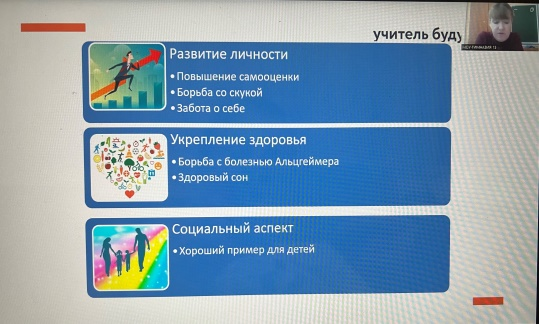 учитель буду
Развитие личности
• Повышение самооценки
• Борьба со скукой
• Забота о себе
Укрепление здоровья
• Борьба с болезнью Альцгеймера
• Здоровый сон
Социальный аспект
• Хороший пример для детей